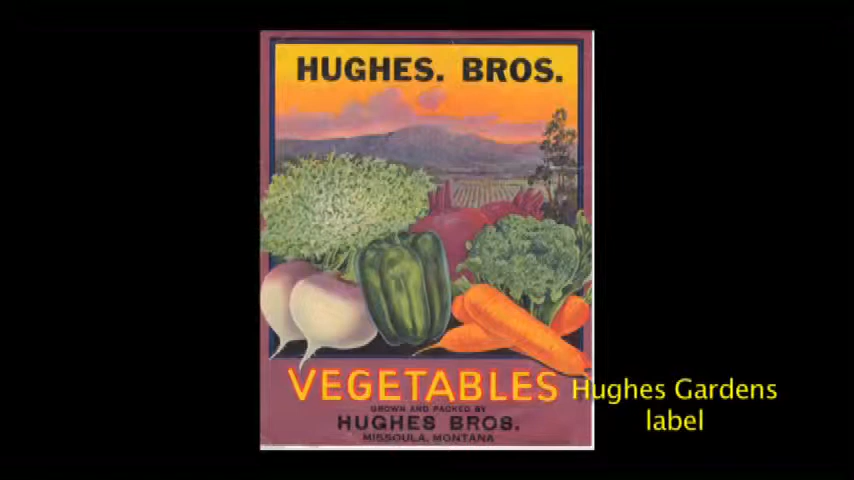 HUGHES. BROS.
VEGETABLES
GROWN AND PACKED BY
HUGHES BROS.
MISSOULA, MONTANA
Hughes Gardens
label